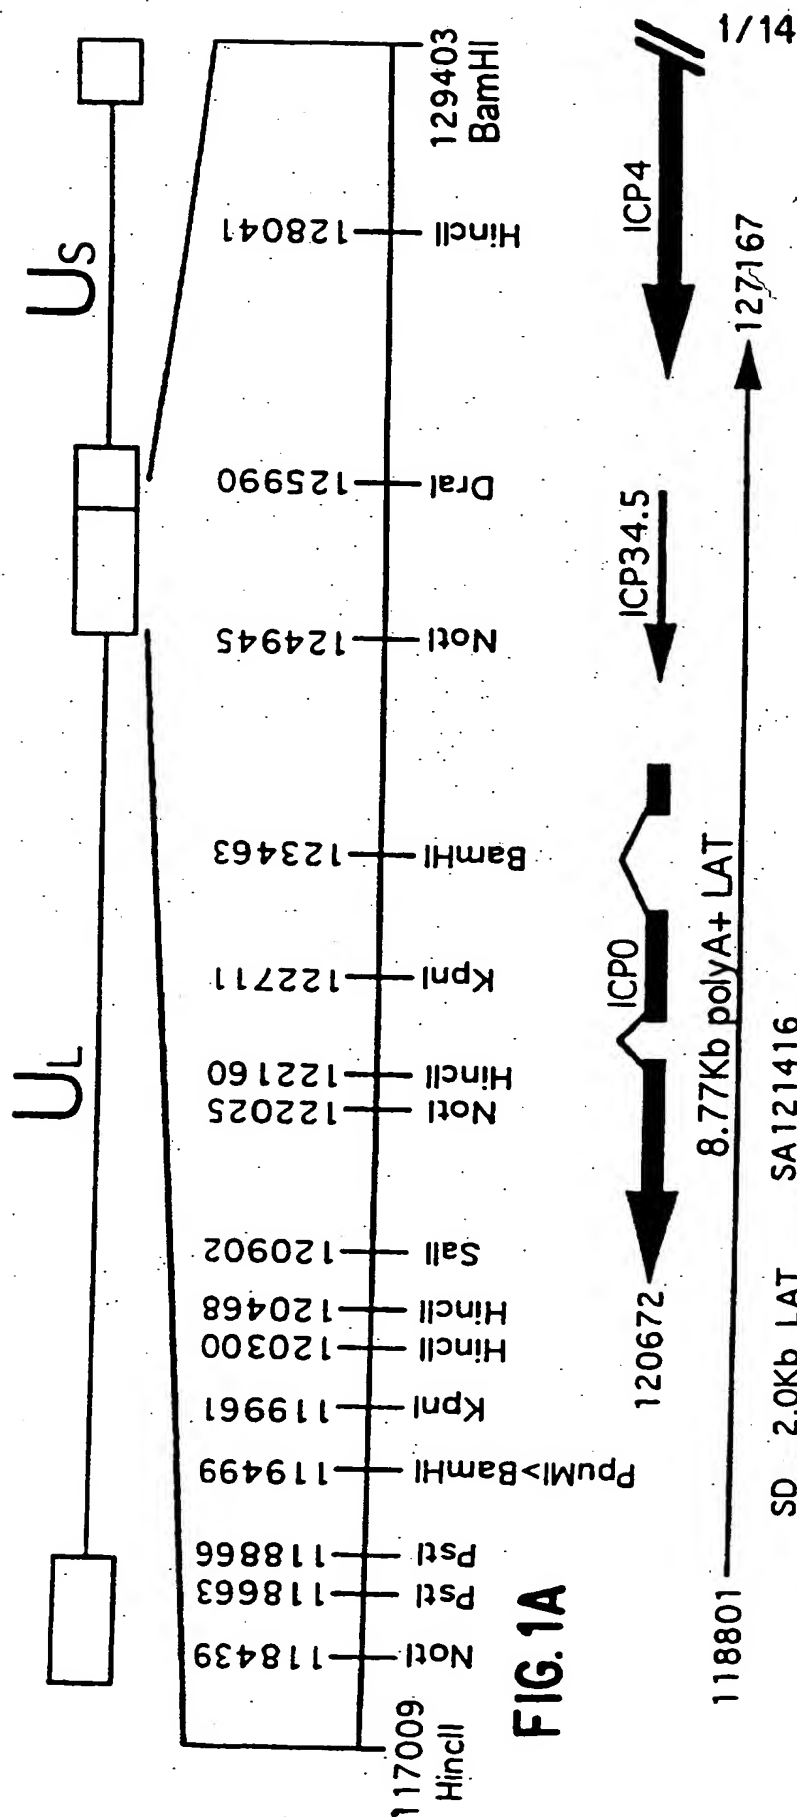 1/14
U_L
U_S
117009
HincII
118439
NotI
118663
PstI
118866
PstI
119499
PpuMI>BamHI
119961
KpnI
120300
HincII
120468
HincII
120902
SalI
122025
NotI
122160
HincII
122711
KpnI
123463
BamHI
124945
NotI
125990
DraI
128041
HincII
129403
BamHI
120672
ICP0
ICP34.5
ICP4
118801
8.77Kb polyA+ LAT
127167
SD 2.0Kb LAT SA121416
FIG. 1A